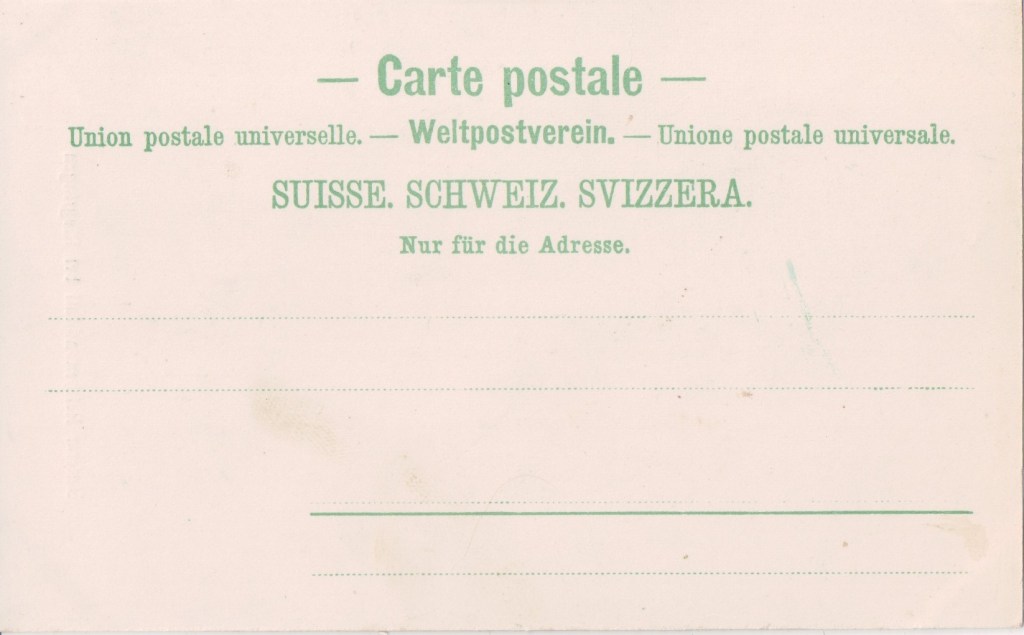 — Carte postale —
Union postale universelle. — Weltpostverein. — Unione postale universale.
SUISSE. SCHWEIZ. SVIZZERA.
Nur für die Adresse.